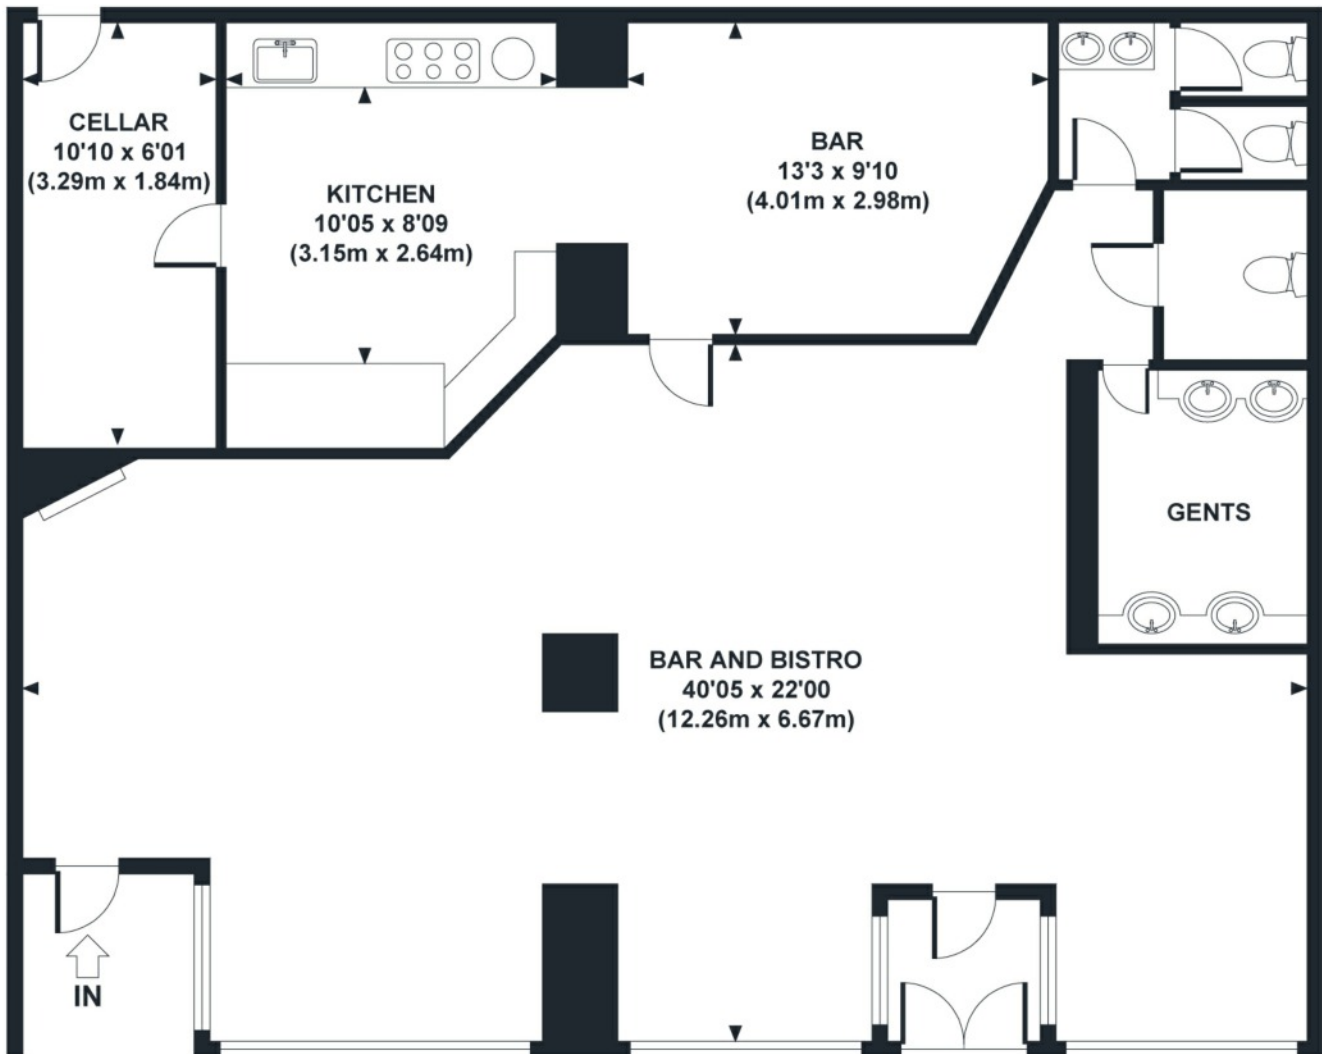 CELLAR
10'10 x 6'01
(3.29m x 1.84m)
KITCHEN
10'05 x 8'09
(3.15m x 2.64m)
BAR
13'3 x 9'10
(4.01m x 2.98m)
GENTS
BAR AND BISTRO
40'05 x 22'00
(12.26m x 6.67m)
IN